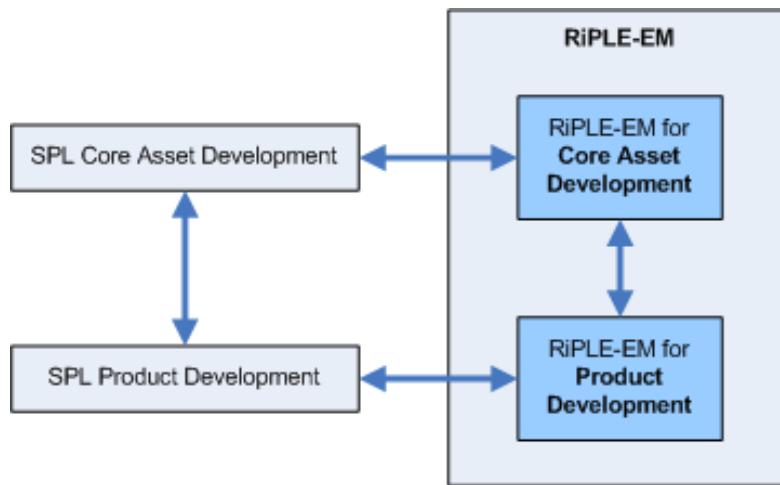 RiPLE-EM
SPL Core Asset Development
RiPLE-EM for
Core Asset
Development
SPL Product Development
RiPLE-EM for
Product
Development